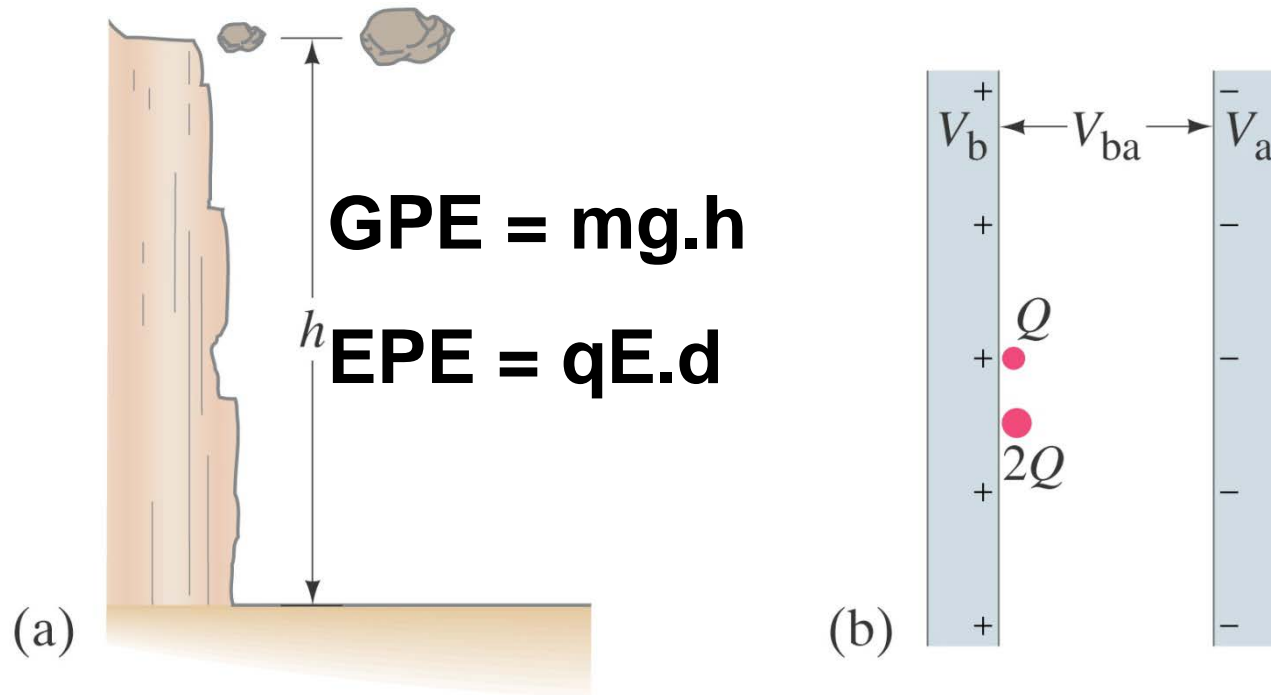 GPE = mg.h
h
EPE = qE.d
(a)
+ −
V_b V_ba V_a
+ −
Q
+ −
2Q
+ −
+ −
(b)